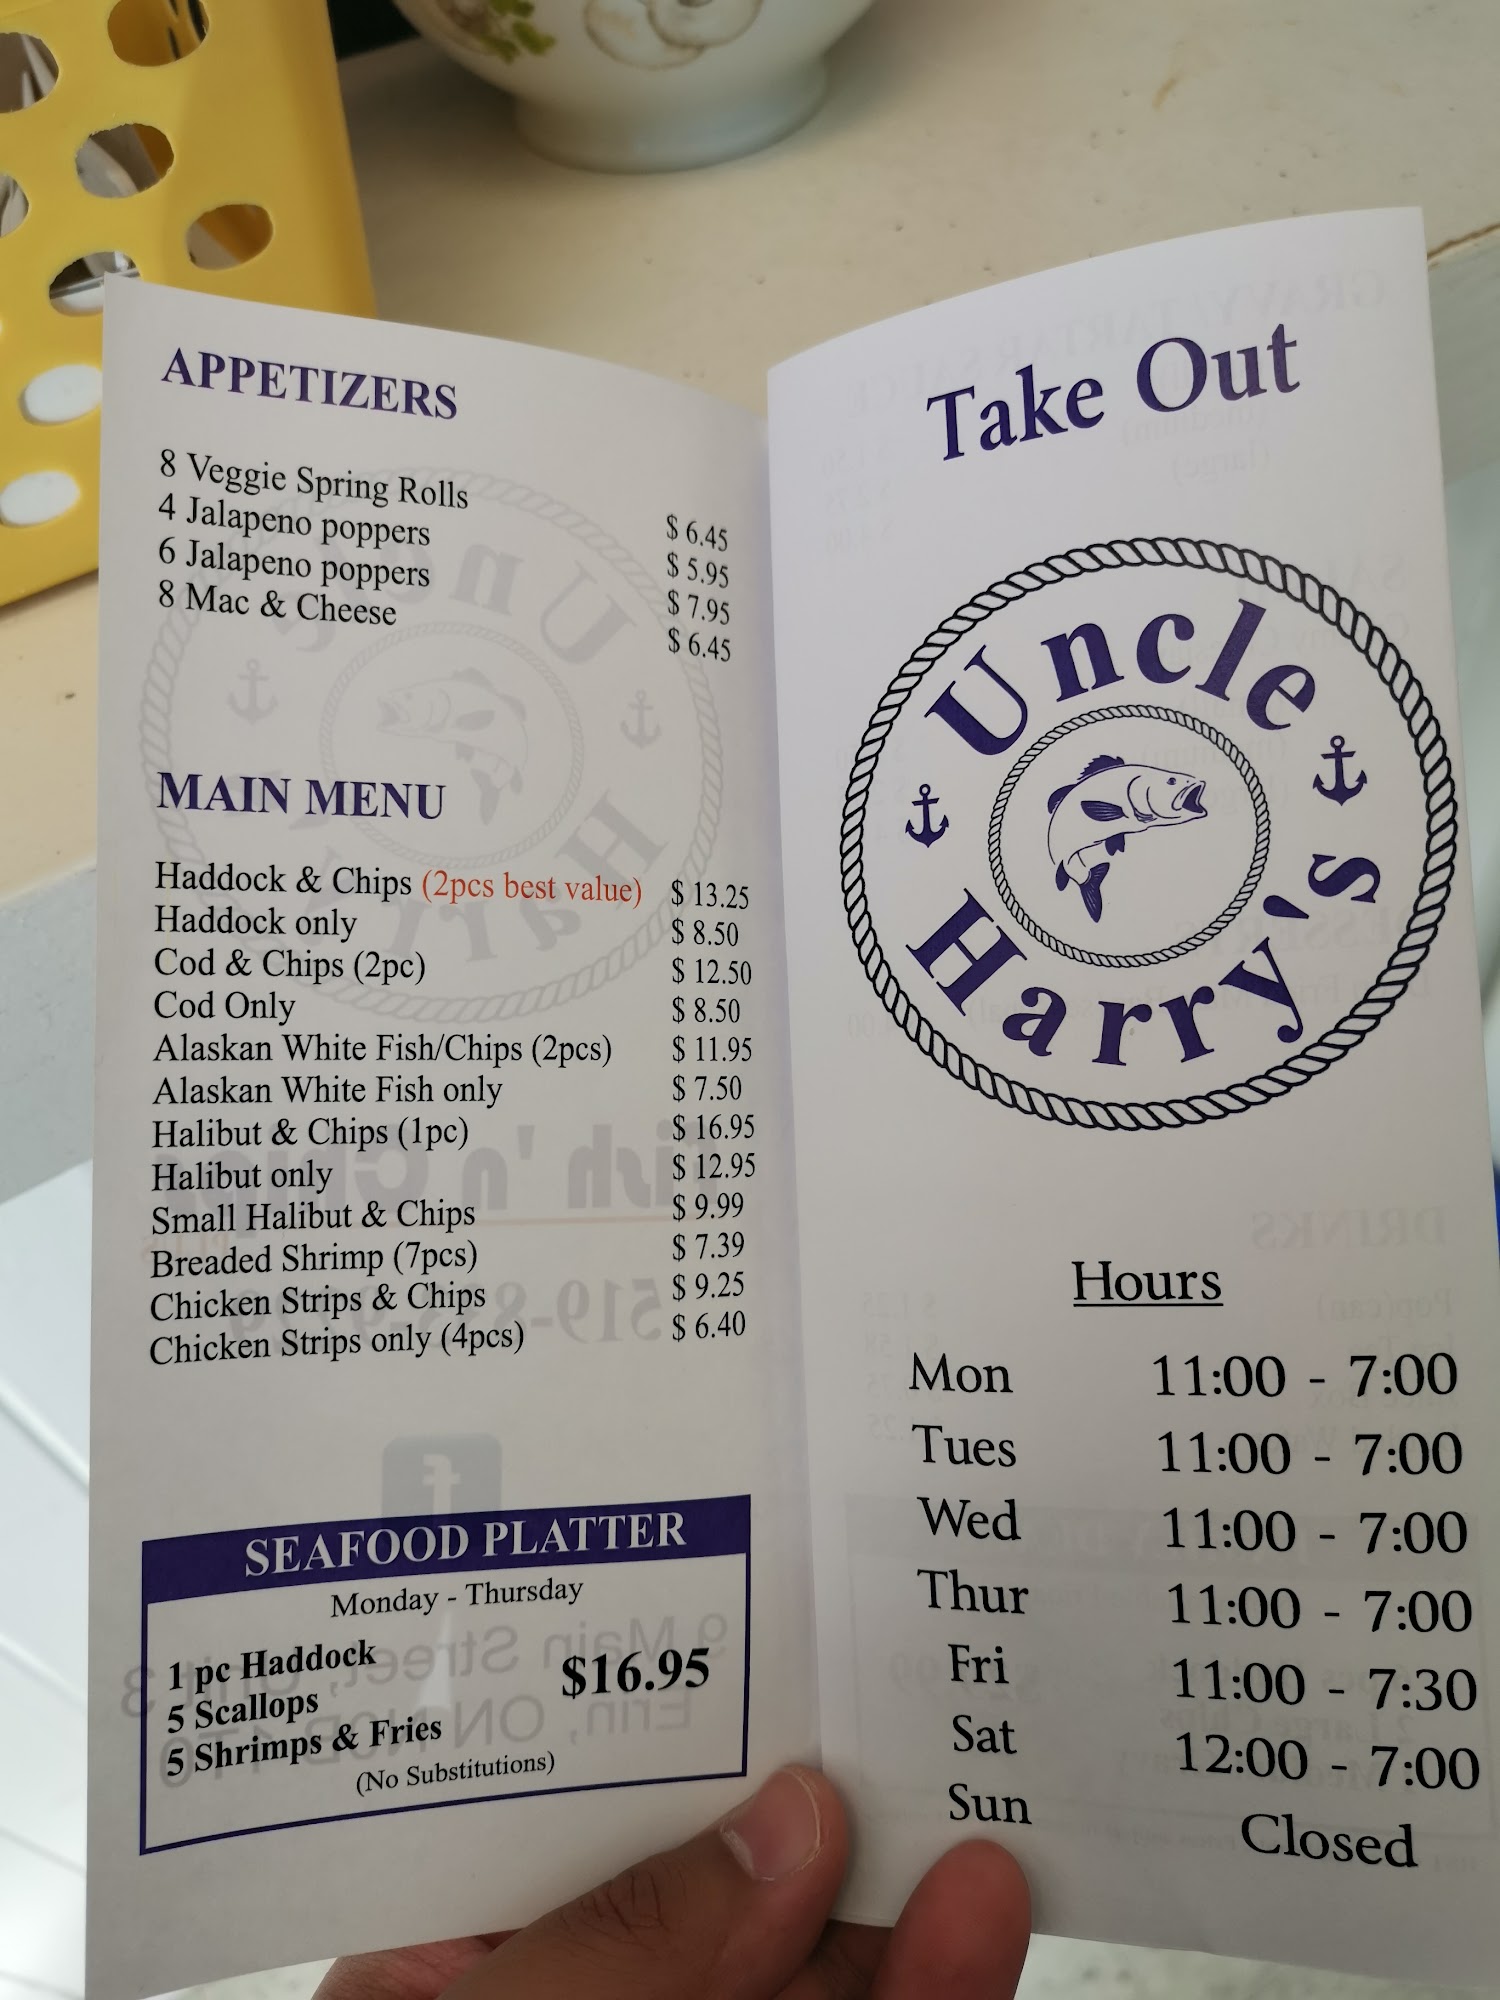 APPETIZERS
8 Veggie Spring Rolls $ 6.45
4 Jalapeno poppers $ 5.95
6 Jalapeno poppers $ 7.95
8 Mac & Cheese $ 6.45
MAIN MENU
Haddock & Chips (2pcs best value) $ 13.25
Haddock only $ 8.50
Cod & Chips (2pc) $ 12.50
Cod Only $ 8.50
Alaskan White Fish/Chips (2pcs) $ 11.95
Alaskan White Fish only $ 7.50
Halibut & Chips (1pc) $ 16.95
Halibut only $ 12.95
Small Halibut & Chips $ 9.99
Breaded Shrimp (7pcs) $ 7.39
Chicken Strips & Chips $ 9.25
Chicken Strips only (4pcs) $ 6.40
SEAFOOD PLATTER
Monday - Thursday
1 pc Haddock
5 Scallops $16.95
5 Shrimps & Fries
(No Substitutions)
Take Out
Uncle
Harry's
Hours
Mon 11:00 - 7:00
Tues 11:00 - 7:00
Wed 11:00 - 7:00
Thur 11:00 - 7:00
Fri 11:00 - 7:30
Sat 12:00 - 7:00
Sun Closed